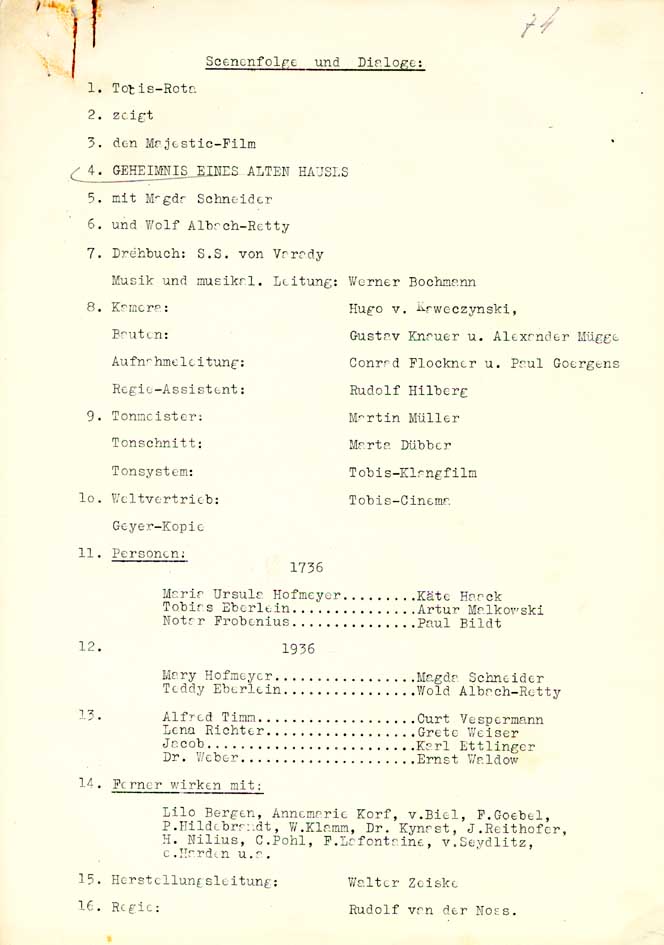 74
Scenenfolge und Dialoge:
1. Tobis-Rota
2. zeigt
3. den Majestic-Film
4. GEHEIMNIS EINES ALTEN HAUSES
5. mit Magda Schneider
6. und Wolf Albach-Retty
7. Drehbuch: S.S. von Varady
Musik und musikal. Leitung: Werner Bochmann
8. Kamera: Hugo v. Kaweczynski,
Bauten: Gustav Knauer u. Alexander Mügge
Aufnahmeleitung: Conrad Flockner u. Paul Goergens
Regie-Assistent: Rudolf Hilberg
9. Tonmeister: Martin Müller
Tonschnitt: Marta Dübber
Tonsystem: Tobis-Klangfilm
1o. Weltvertrieb: Tobis-Cinema
Geyer-Kopie
11. Personen:
1736
Maria Ursula Hofmeyer.........Käte Haack
Tobias Eberlein...............Artur Malkowski
Notar Frobenius...............Paul Bildt
12. 1936
Mary Hofmeyer.................Magda Schneider
Teddy Eberlein................Wold Albach-Retty
13. Alfred Timm...................Curt Vespermann
Lena Richter..................Grete Weiser
Jacob.........................Karl Ettlinger
Dr. Weber.....................Ernst Waldow
14. Ferner wirken mit:
Lilo Bergen, Annemarie Korf, v.Biel, F.Goebel,
P.Hildebrandt, W.Klamm, Dr. Kynast, J.Reithofer,
H. Nilius, C.Pohl, F.Lafontaine, v.Seydlitz,
c.Harden u.a.
15. Herstellungsleitung: Walter Zeiske
16. Regie: Rudolf van der Noss.